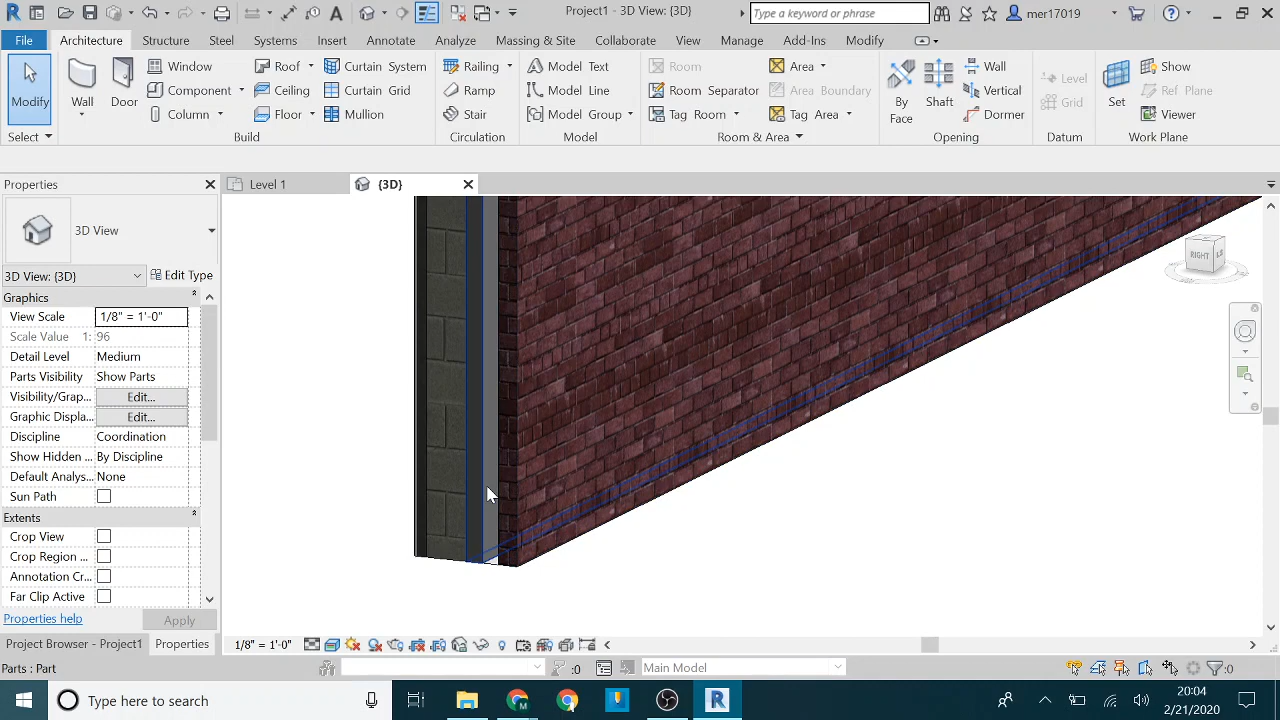 Project1 - 3D View: {3D}
Type a keyword or phrase
mer17019
File Architecture Structure Steel Systems Insert Annotate Analyze Massing & Site Collaborate View Manage Add-Ins Modify
Modify
Wall
Door
Window
Component
Column
Roof
Ceiling
Floor
Curtain System
Curtain Grid
Mullion
Railing
Ramp
Stair
Model Text
Model Line
Model Group
Room
Room Separator
Tag Room
Area
Area Boundary
Tag Area
By Face
Shaft
Wall
Vertical
Dormer
Level
Grid
Set
Show
Ref Plane
Viewer
Select Build Circulation Model Room & Area Opening Datum Work Plane
Properties
Level 1
{3D}
RIGHT
3D View
3D View: {3D} Edit Type
Graphics
View Scale 1/8" = 1'-0"
Scale Value 1: 96
Detail Level Medium
Parts Visibility Show Parts
Visibility/Grap... Edit...
Graphic Displa... Edit...
Discipline Coordination
Show Hidden ... By Discipline
Default Analys... None
Sun Path
Extents
Crop View
Crop Region ...
Annotation Cr...
Far Clip Active
Properties help Apply
Project Browser - Project1 Properties
1/8" = 1'-0"
Parts : Part
:0
Main Model
:0
Type here to search
20:04
2/21/2020